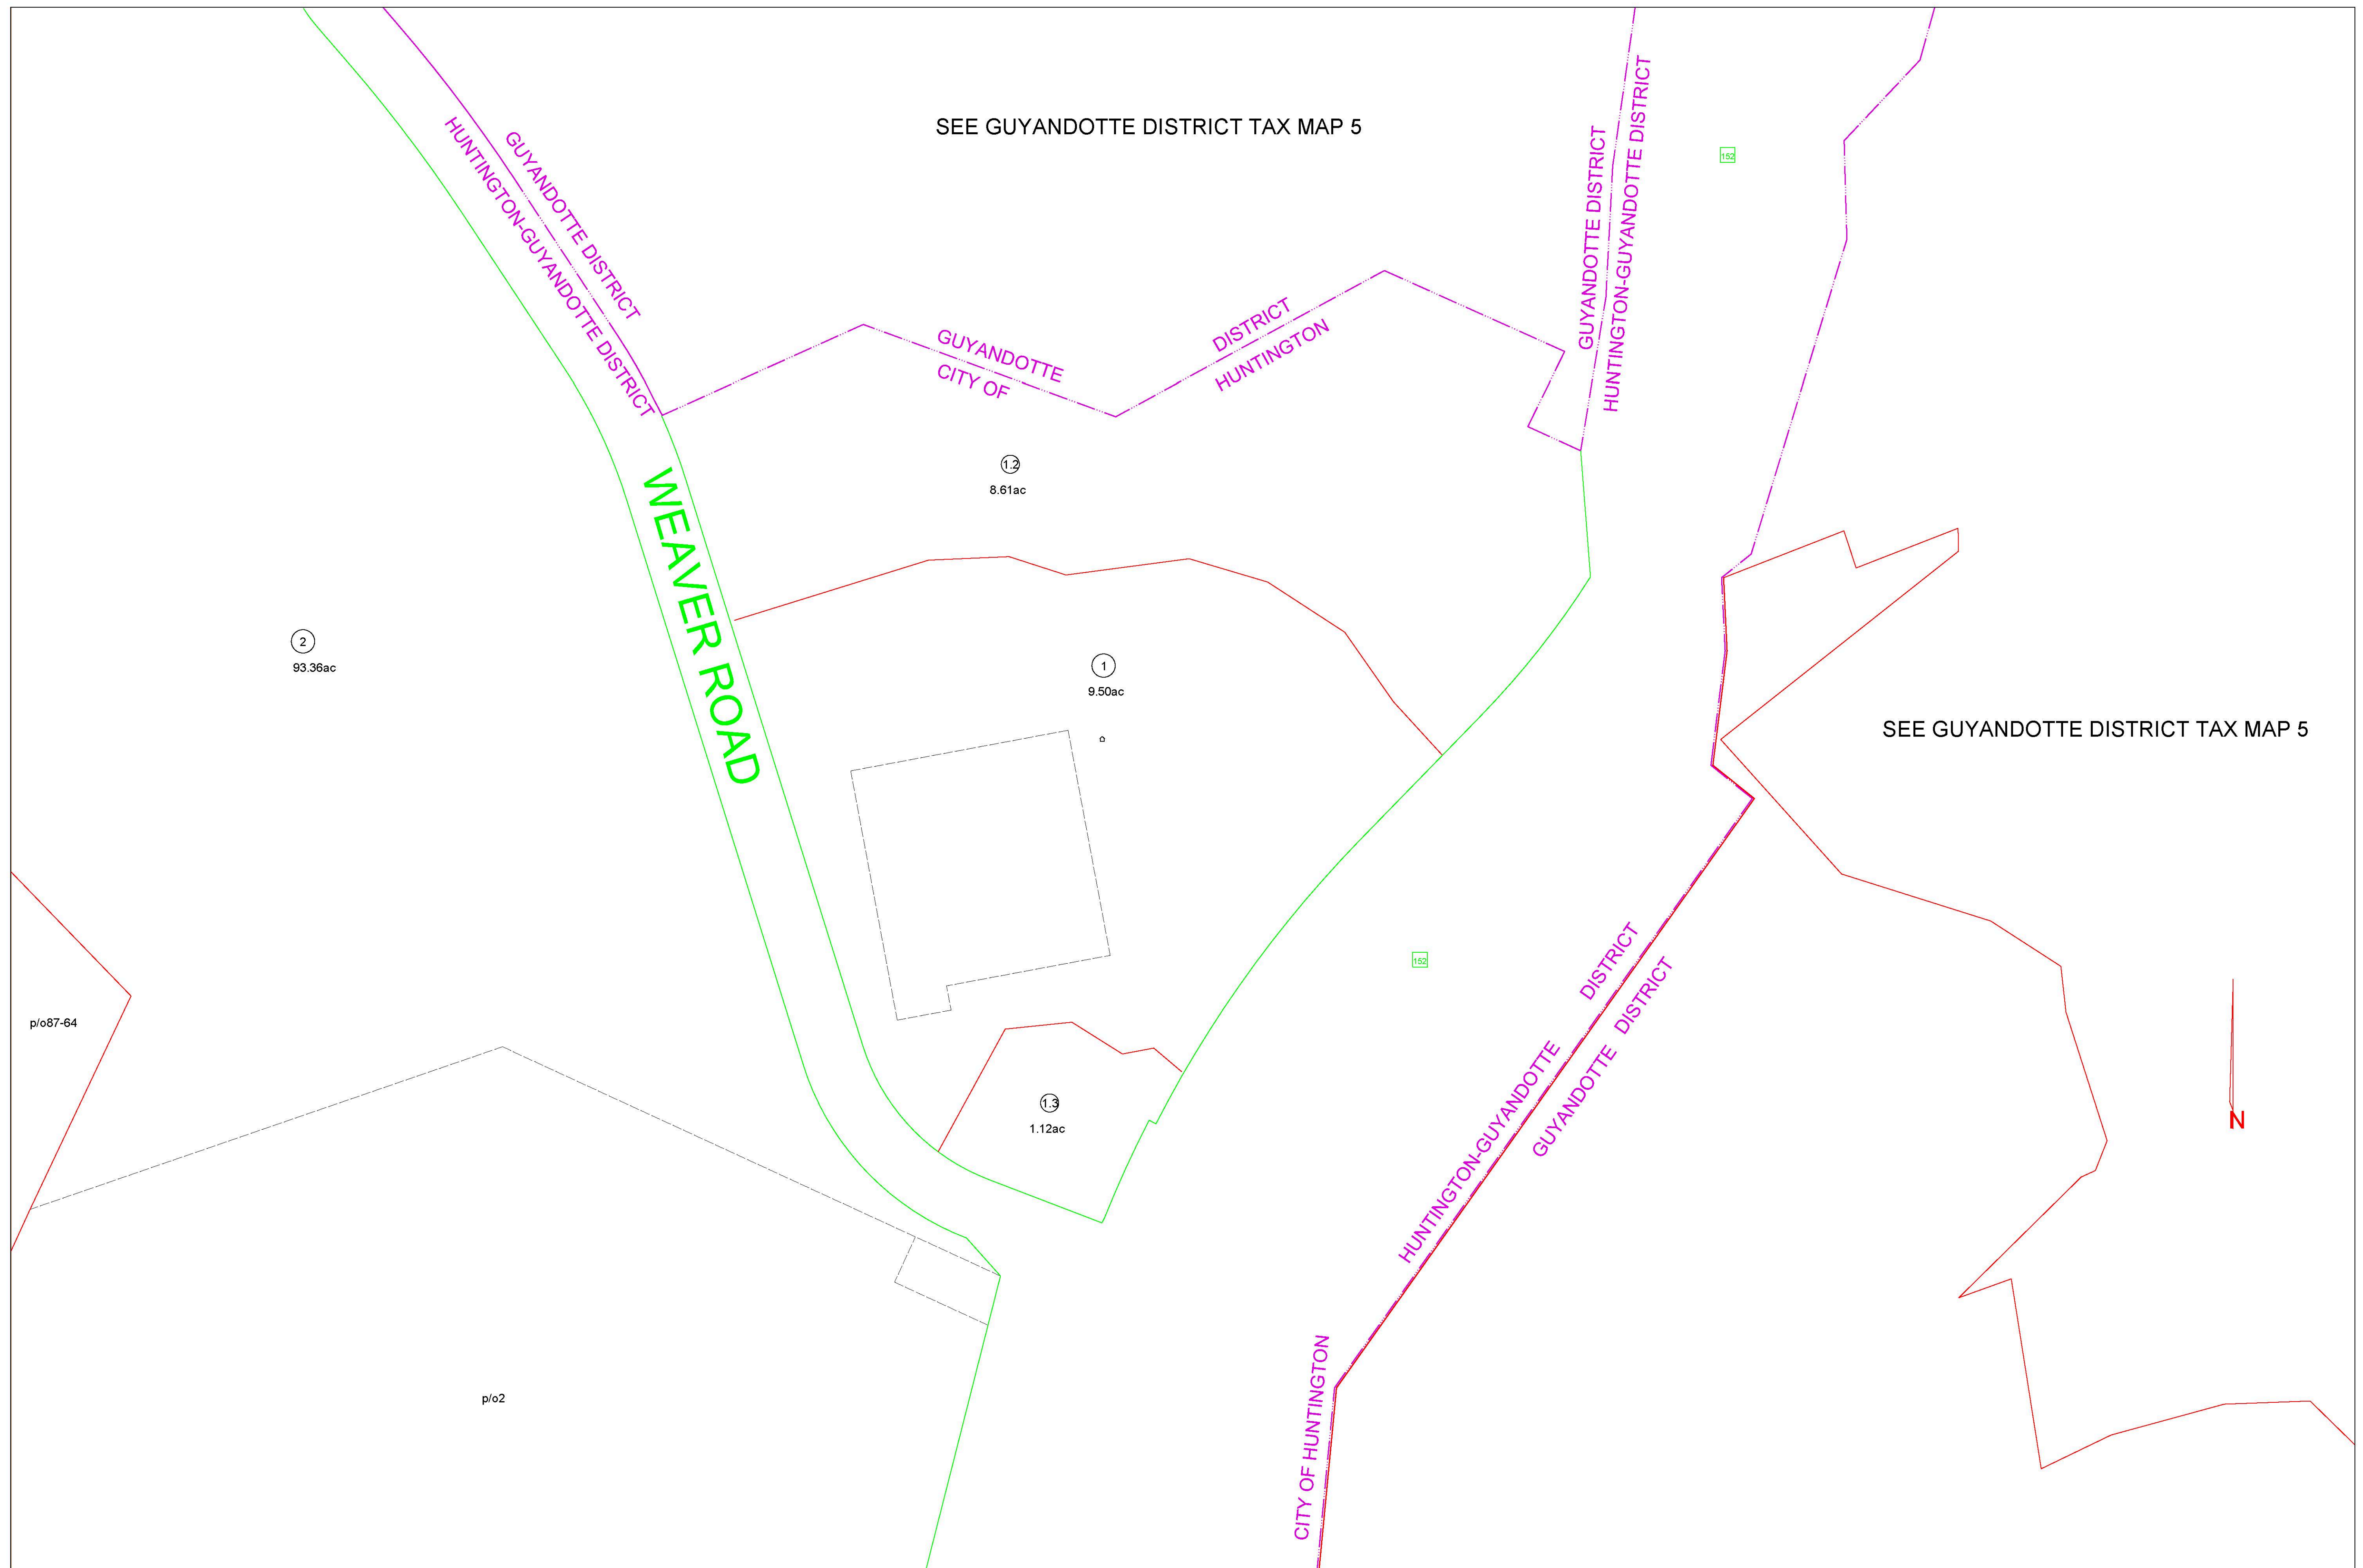 SEE GUYANDOTTE DISTRICT TAX MAP 5
152
GUYANDOTTE DISTRICT
HUNTINGTON-GUYANDOTTE DISTRICT
GUYANDOTTE DISTRICT
HUNTINGTON-GUYANDOTTE DISTRICT
GUYANDOTTE DISTRICT
CITY OF HUNTINGTON
1.2
8.61ac
WEAVER ROAD
2
93.36ac
1
9.50ac
SEE GUYANDOTTE DISTRICT TAX MAP 5
152
p/o87-64
HUNTINGTON-GUYANDOTTE DISTRICT
GUYANDOTTE DISTRICT
1.3
1.12ac
N
CITY OF HUNTINGTON
p/o2